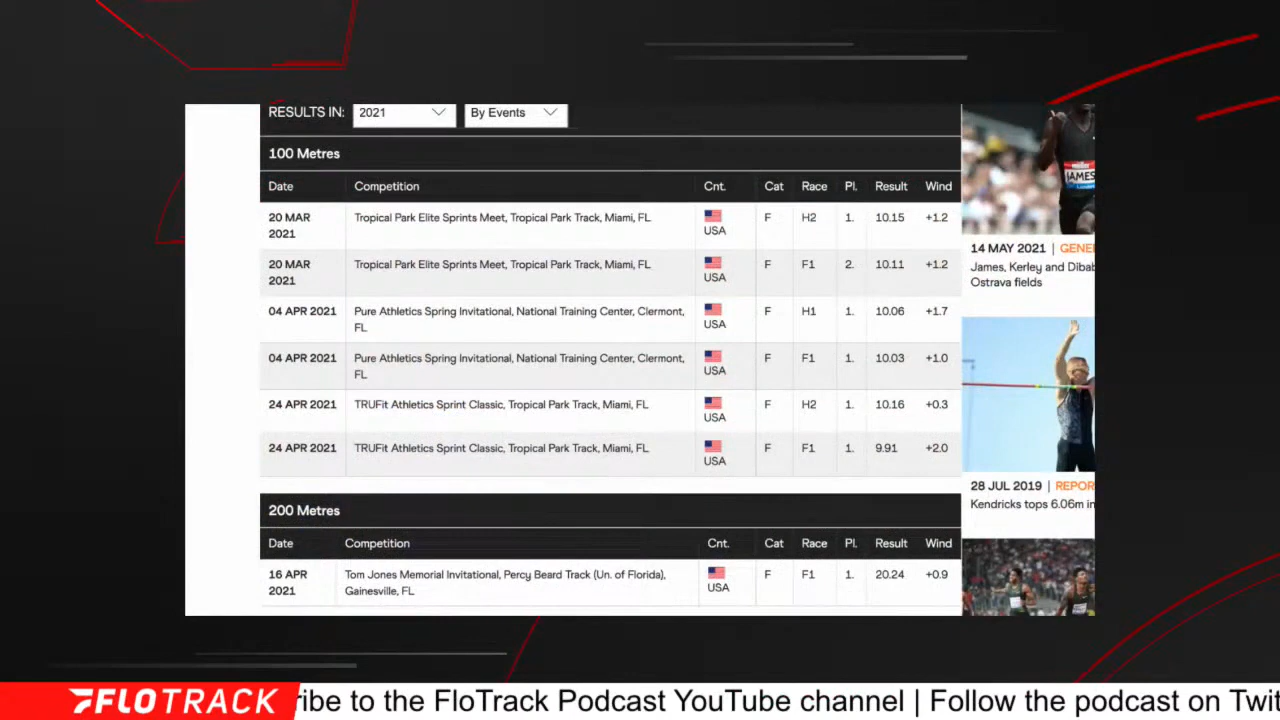 RESULTS IN: 2021 By Events
100 Metres
Date Competition Cnt. Cat Race Pl. Result Wind
20 MAR 2021 Tropical Park Elite Sprints Meet, Tropical Park Track, Miami, FL USA F H2 1. 10.15 +1.2
20 MAR 2021 Tropical Park Elite Sprints Meet, Tropical Park Track, Miami, FL USA F F1 2. 10.11 +1.2
04 APR 2021 Pure Athletics Spring Invitational, National Training Center, Clermont, FL USA F H1 1. 10.06 +1.7
04 APR 2021 Pure Athletics Spring Invitational, National Training Center, Clermont, FL USA F F1 1. 10.03 +1.0
24 APR 2021 TRUFit Athletics Sprint Classic, Tropical Park Track, Miami, FL USA F H2 1. 10.16 +0.3
24 APR 2021 TRUFit Athletics Sprint Classic, Tropical Park Track, Miami, FL USA F F1 1. 9.91 +2.0
200 Metres
Date Competition Cnt. Cat Race Pl. Result Wind
16 APR 2021 Tom Jones Memorial Invitational, Percy Beard Track (Un. of Florida), Gainesville, FL USA F F1 1. 20.24 +0.9
JAMES
14 MAY 2021 | GENE
James, Kerley and Dibab
Ostrava fields
28 JUL 2019 | REPOR
Kendricks tops 6.06m in
FLOTRACK
ribe to the FloTrack Podcast YouTube channel | Follow the podcast on Twit